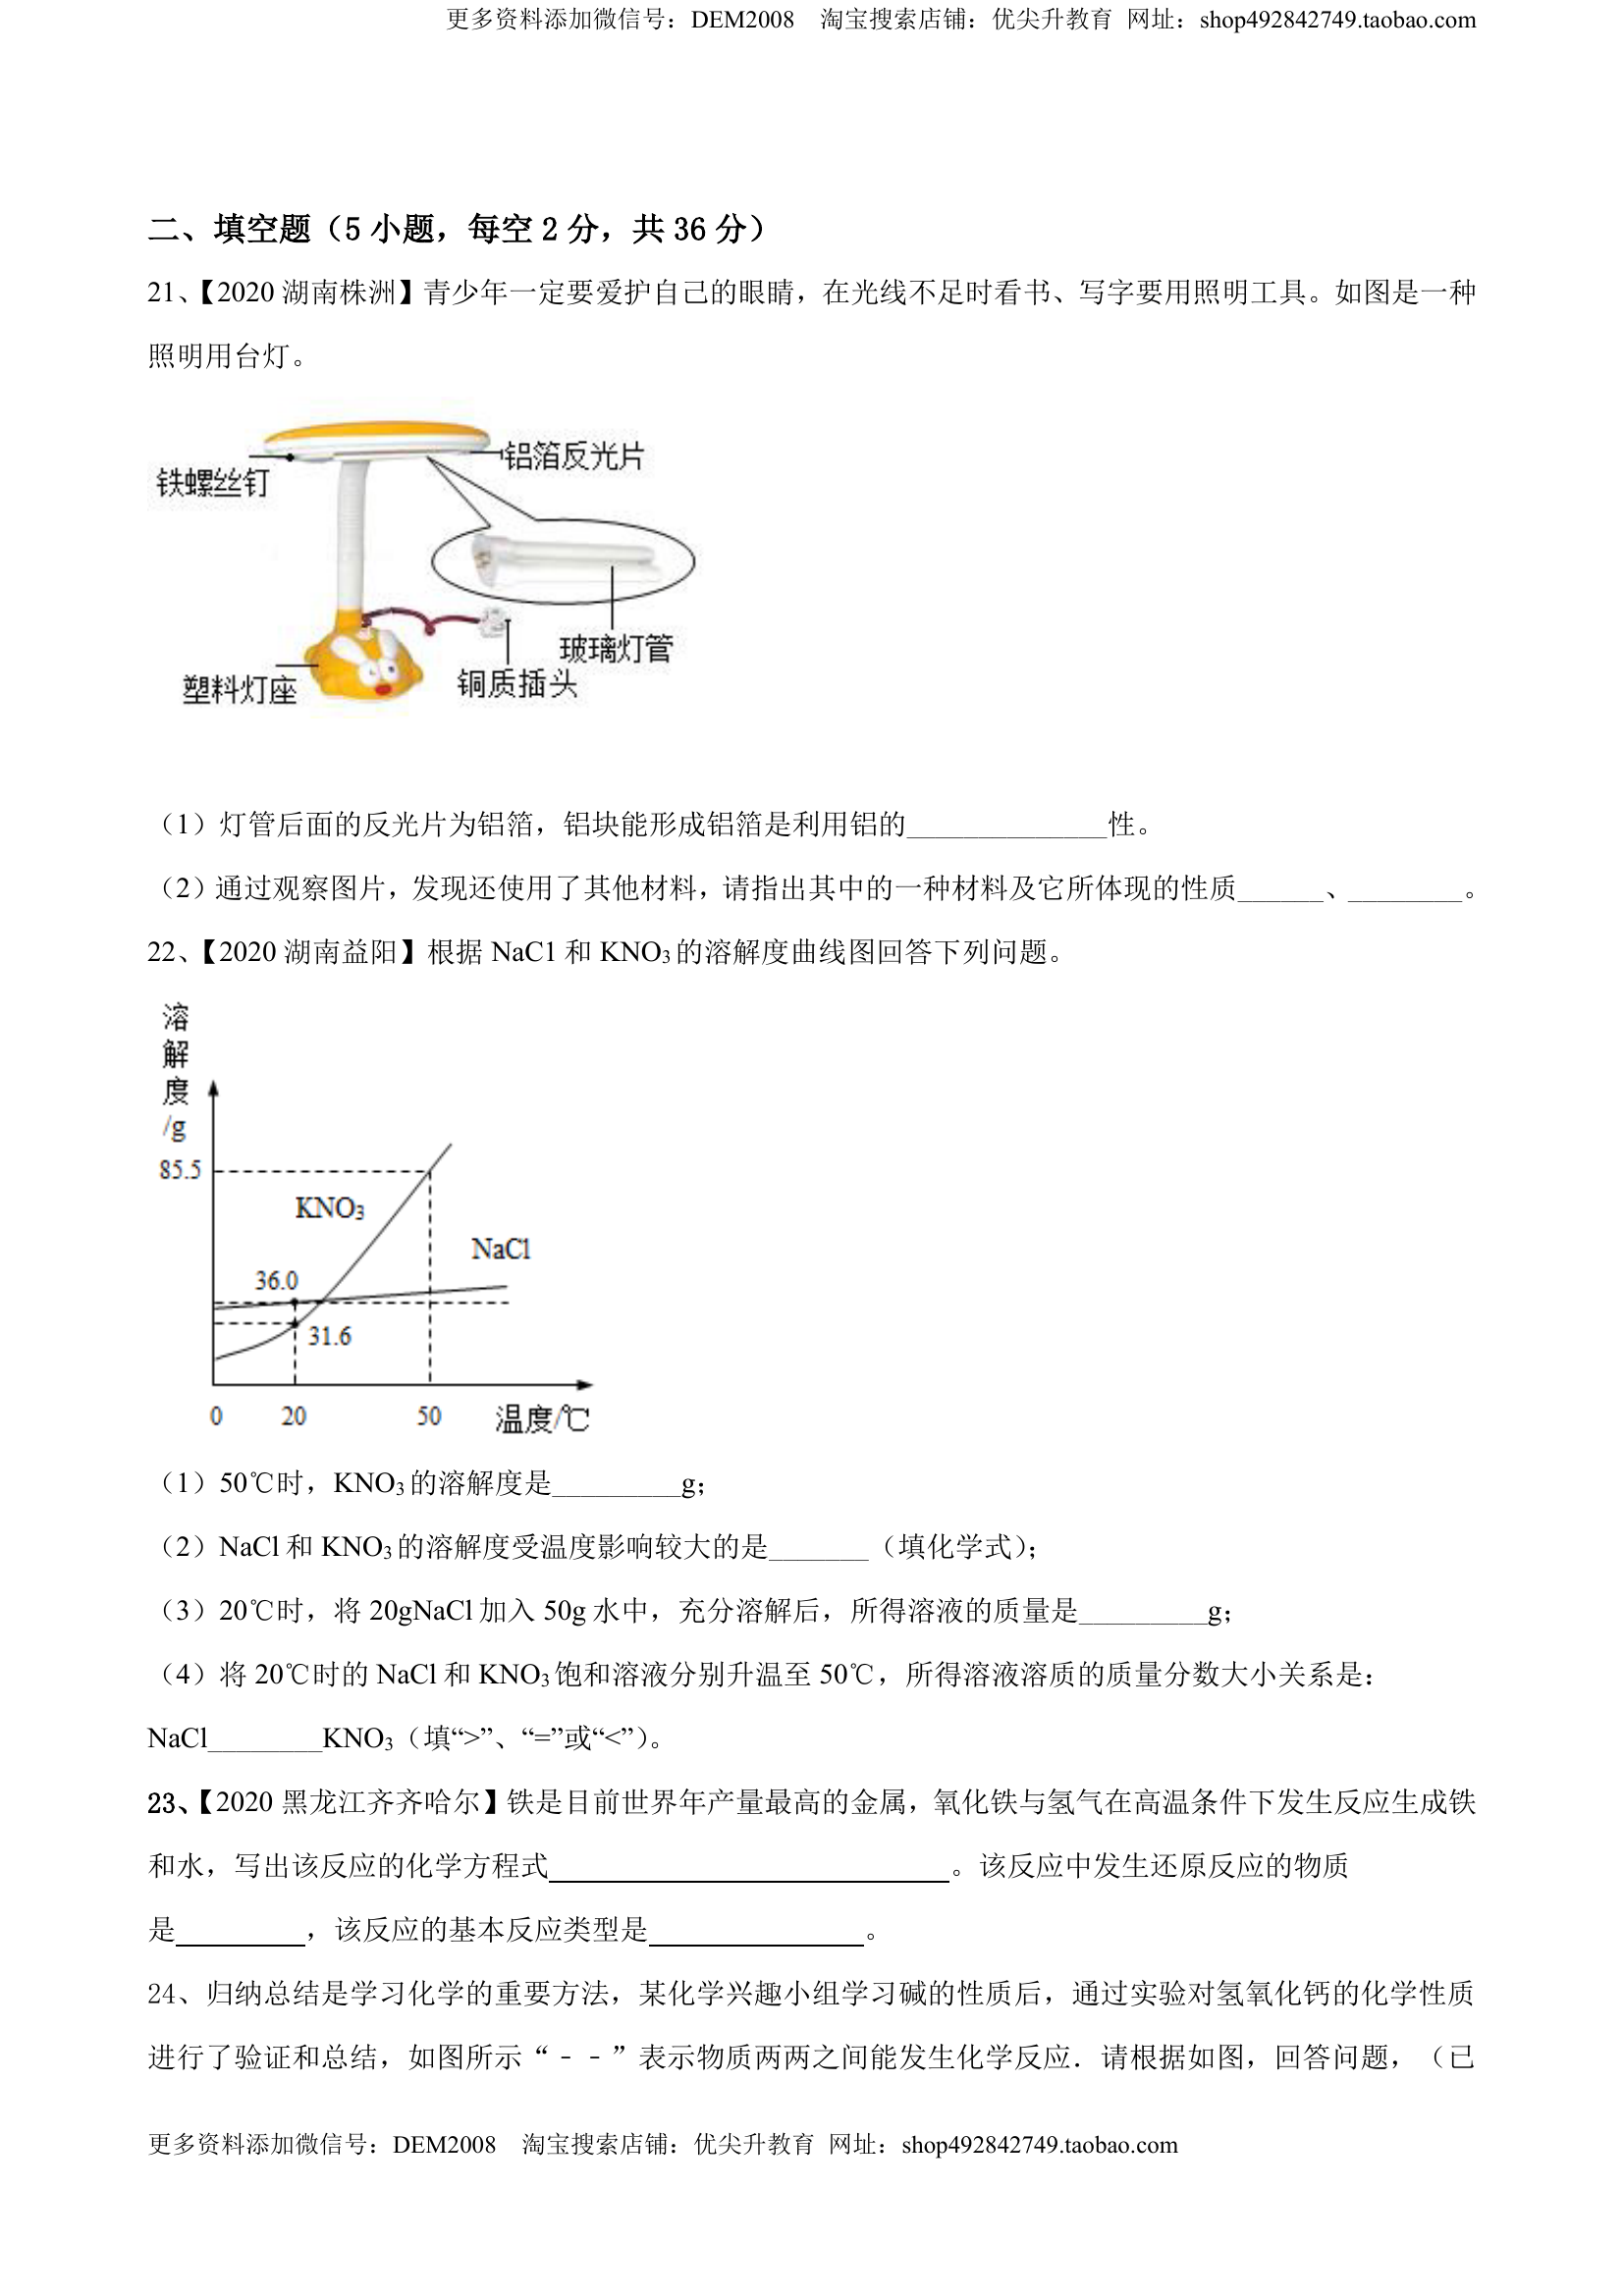 更多资料添加微信号：DEM2008　淘宝搜索店铺：优尖升教育 网址：shop492842749.taobao.com
二、填空题（5 小题，每空 2 分，共 36 分）
21、【2020 湖南株洲】青少年一定要爱护自己的眼睛，在光线不足时看书、写字要用照明工具。如图是一种
照明用台灯。
铝箔反光片
铁螺丝钉
玻璃灯管
塑料灯座
铜质插头
（1）灯管后面的反光片为铝箔，铝块能形成铝箔是利用铝的______________性。
（2）通过观察图片，发现还使用了其他材料，请指出其中的一种材料及它所体现的性质______、________。
22、【2020 湖南益阳】根据 NaC1 和 KNO₃的溶解度曲线图回答下列问题。
溶
解
度
/g
85.5
KNO₃
NaCl
36.0
31.6
0 20 50 温度/℃
（1）50℃时，KNO₃的溶解度是_________g；
（2）NaCl 和 KNO₃的溶解度受温度影响较大的是_______（填化学式）；
（3）20℃时，将 20gNaCl 加入 50g 水中，充分溶解后，所得溶液的质量是_________g；
（4）将 20℃时的 NaCl 和 KNO₃饱和溶液分别升温至 50℃，所得溶液溶质的质量分数大小关系是：
NaCl________KNO₃（填“>”、“=”或“<”）。
23、【2020 黑龙江齐齐哈尔】铁是目前世界年产量最高的金属，氧化铁与氢气在高温条件下发生反应生成铁
和水，写出该反应的化学方程式____________________________。该反应中发生还原反应的物质
是_________，该反应的基本反应类型是_______________。
24、归纳总结是学习化学的重要方法，某化学兴趣小组学习碱的性质后，通过实验对氢氧化钙的化学性质
进行了验证和总结，如图所示“﹣﹣”表示物质两两之间能发生化学反应．请根据如图，回答问题，（已
更多资料添加微信号：DEM2008　淘宝搜索店铺：优尖升教育 网址：shop492842749.taobao.com